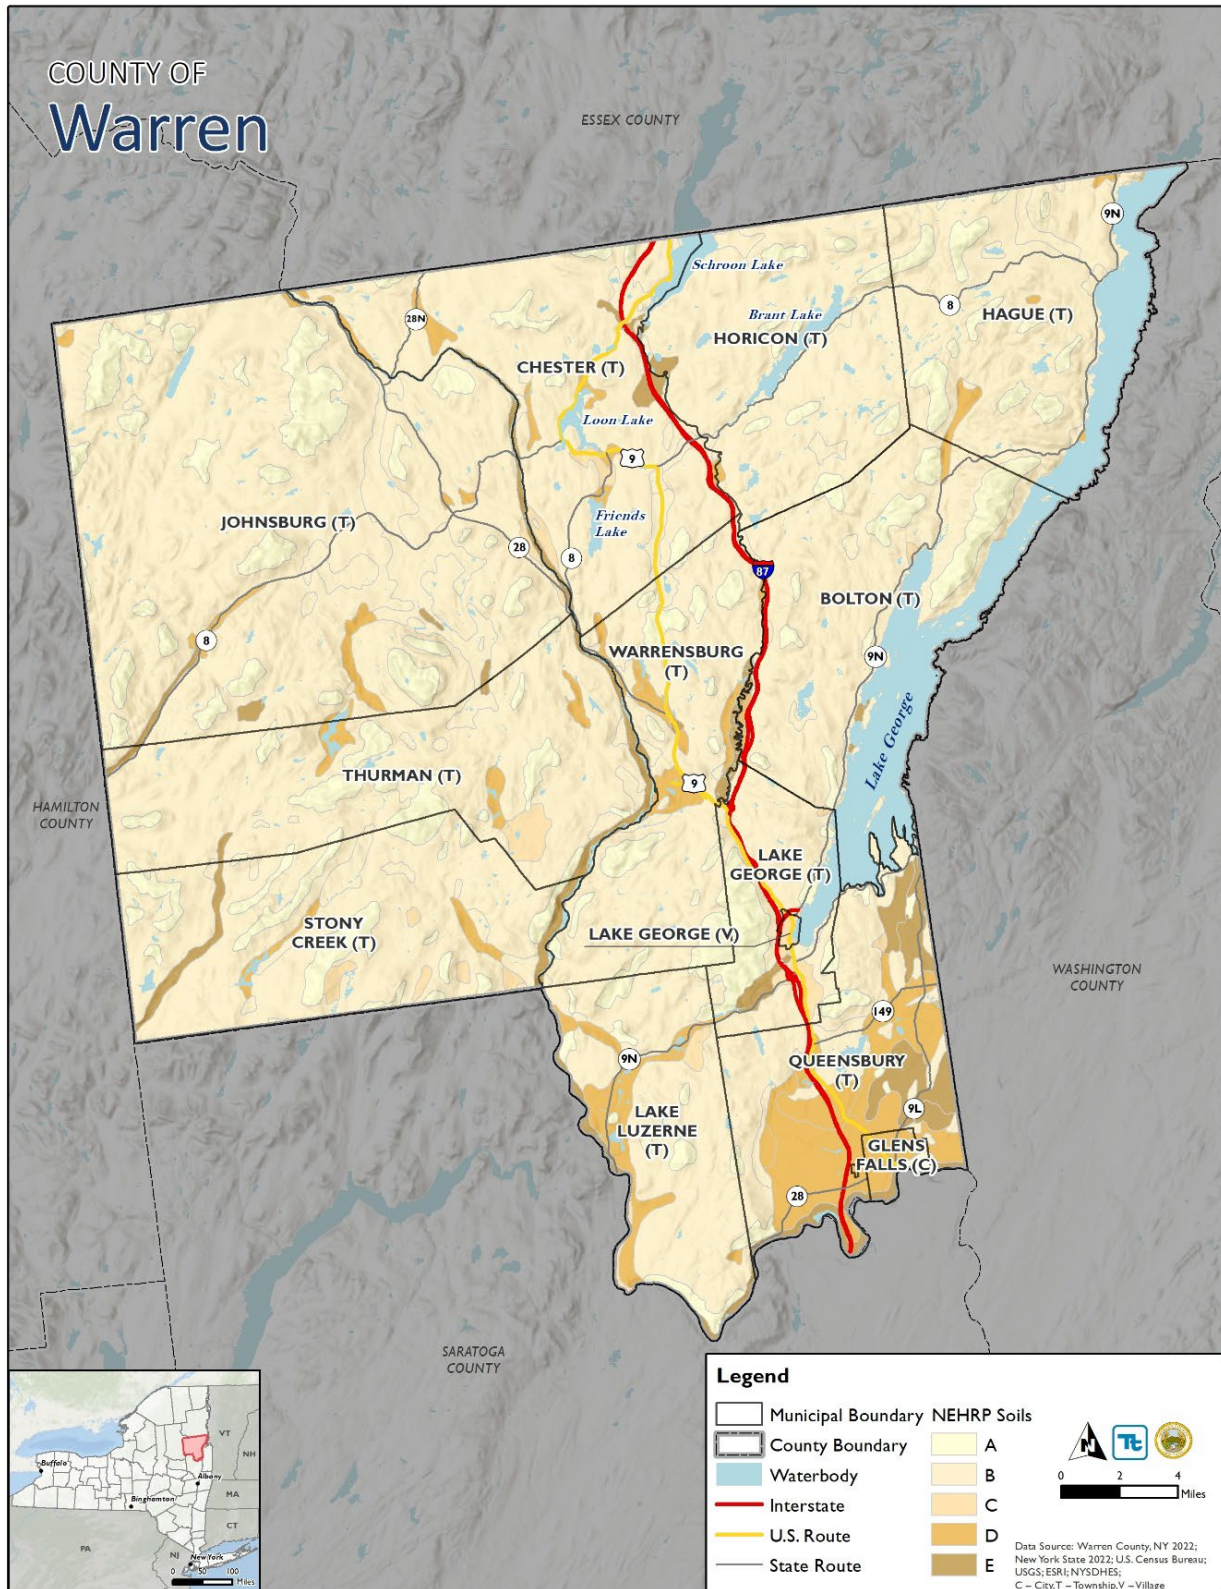 COUNTY OF
Warren
ESSEX COUNTY
9N
Schroon Lake
Brant Lake
8
HAGUE (T)
28N
HORICON (T)
CHESTER (T)
Loon Lake
9
JOHNSBURG (T)
Friends
Lake
28
8
87
BOLTON (T)
8
WARRENSBURG
(T)
9N
Lake George
THURMAN (T)
9
HAMILTON
COUNTY
LAKE
GEORGE (T)
STONY
CREEK (T)
LAKE GEORGE (V)
WASHINGTON
COUNTY
149
9N
QUEENSBURY
(T)
LAKE
LUZERNE
(T)
9L
GLENS
FALLS (C)
28
SARATOGA
COUNTY
Buffalo
Binghamton
Albany
New York
VT
NH
MA
CT
PA
NJ
0 50 100
Miles
Legend
Municipal Boundary
County Boundary
Waterbody
Interstate
U.S. Route
State Route
NEHRP Soils
A
B
C
D
E
N
Tt
0 2 4
Miles
Data Source: Warren County, NY 2022;
New York State 2022; U.S. Census Bureau;
USGS; ESRI; NYSDHES;
C – City, T – Township, V – Village